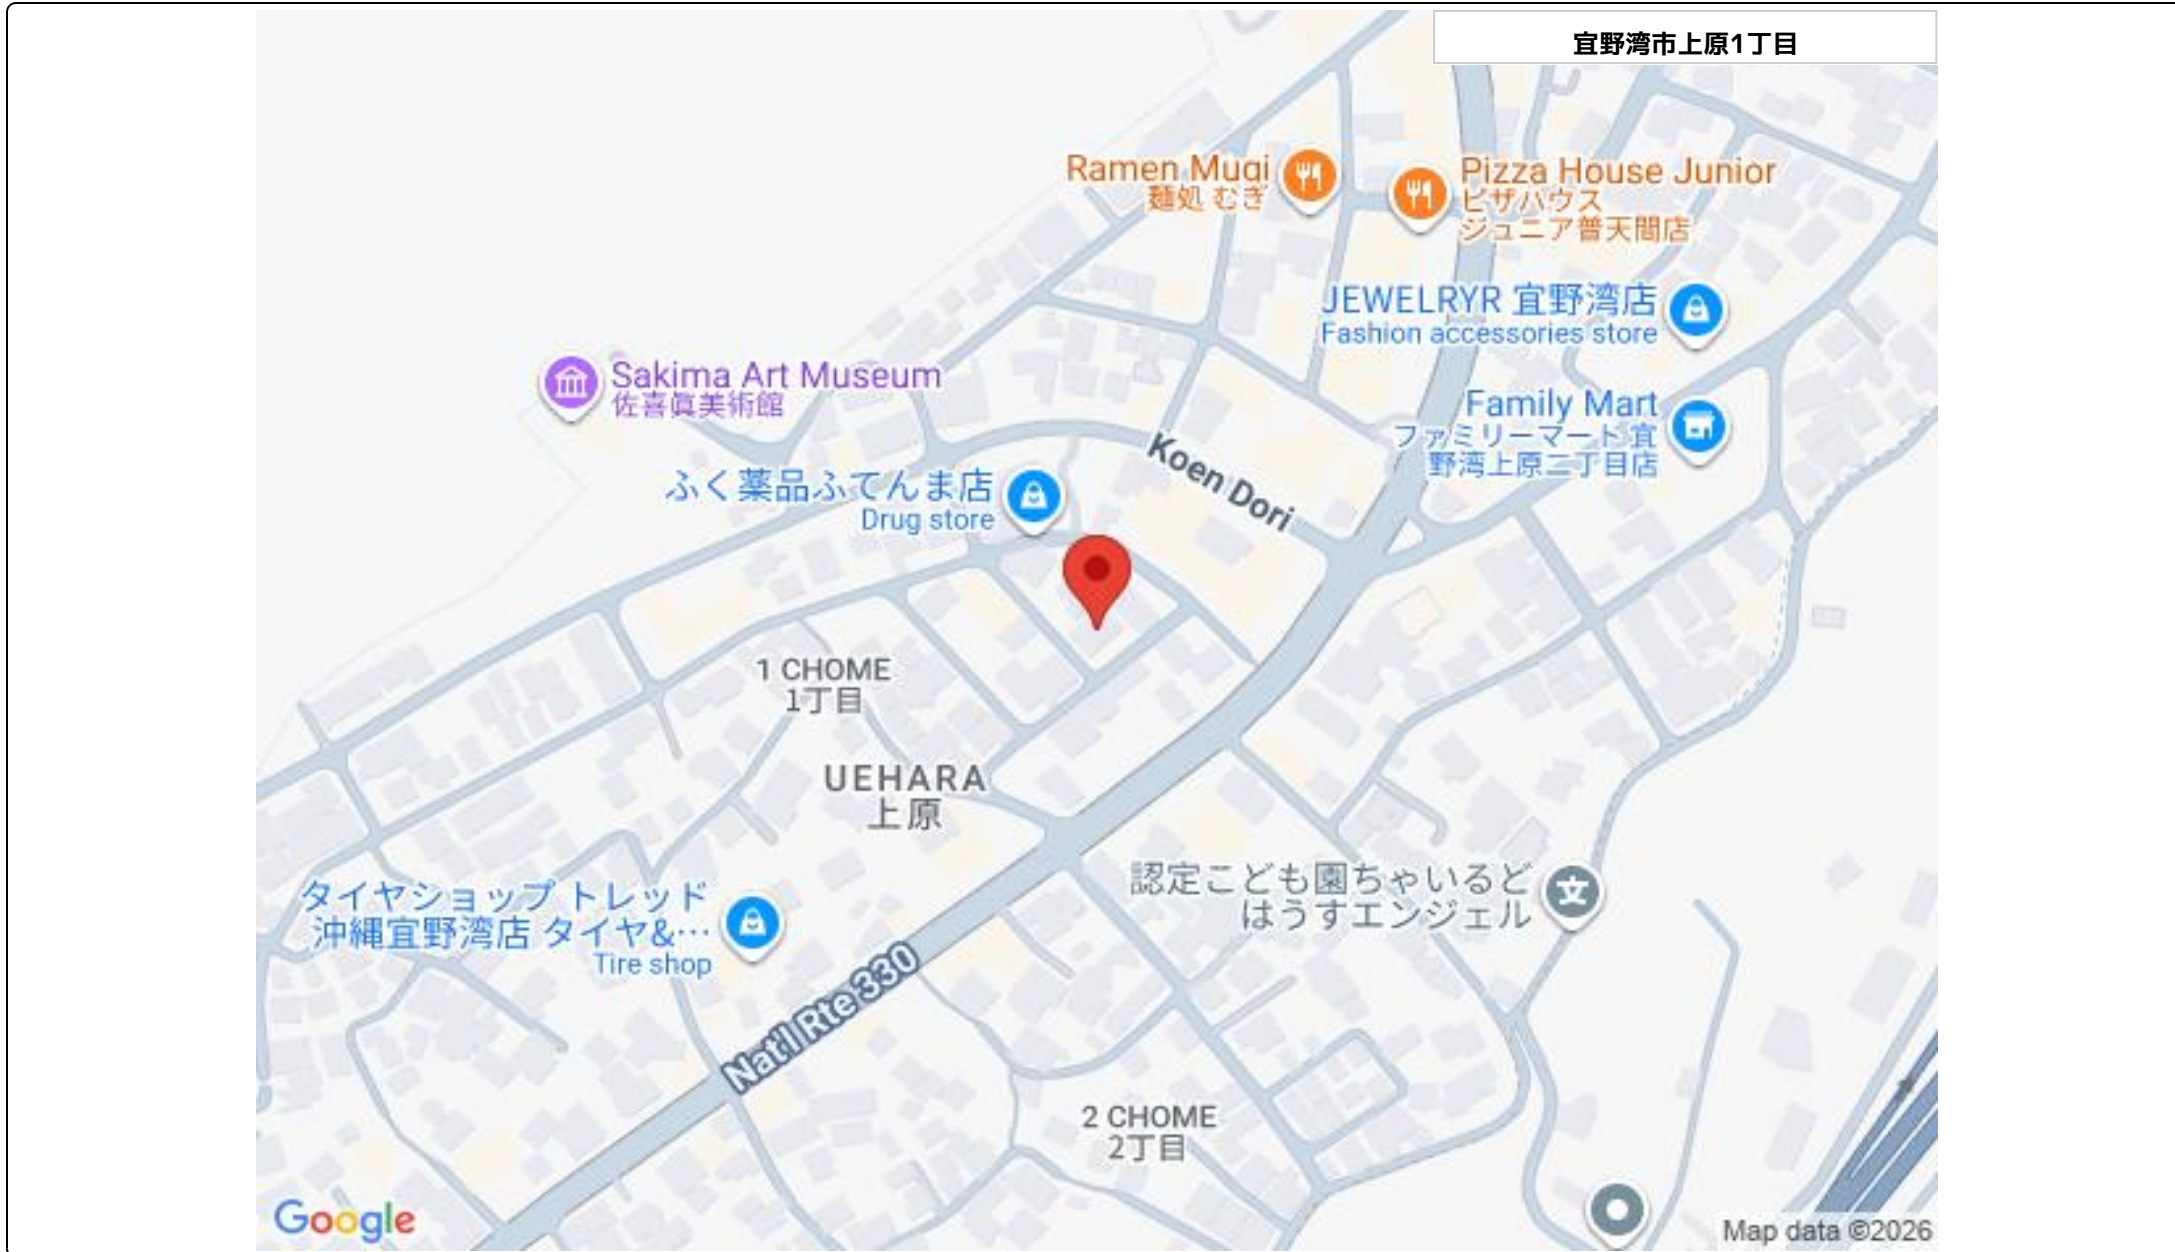 宜野湾市上原1丁目
Ramen Mugi
麺処 むぎ
Pizza House Junior
ピザハウス
ジュニア普天間店
JEWELRYR 宜野湾店
Fashion accessories store
Sakima Art Museum
佐喜眞美術館
Family Mart
ファミリーマート 宜
野湾上原二丁目店
Koen Dori
ふく薬品ふてんま店
Drug store
1 CHOME
1丁目
UEHARA
上原
認定こども園ちゃいるど
はうすエンジェル
タイヤショップ トレッド
沖縄宜野湾店 タイヤ&…
Tire shop
Nat'l Rte 330
2 CHOME
2丁目
Google
Map data ©2026